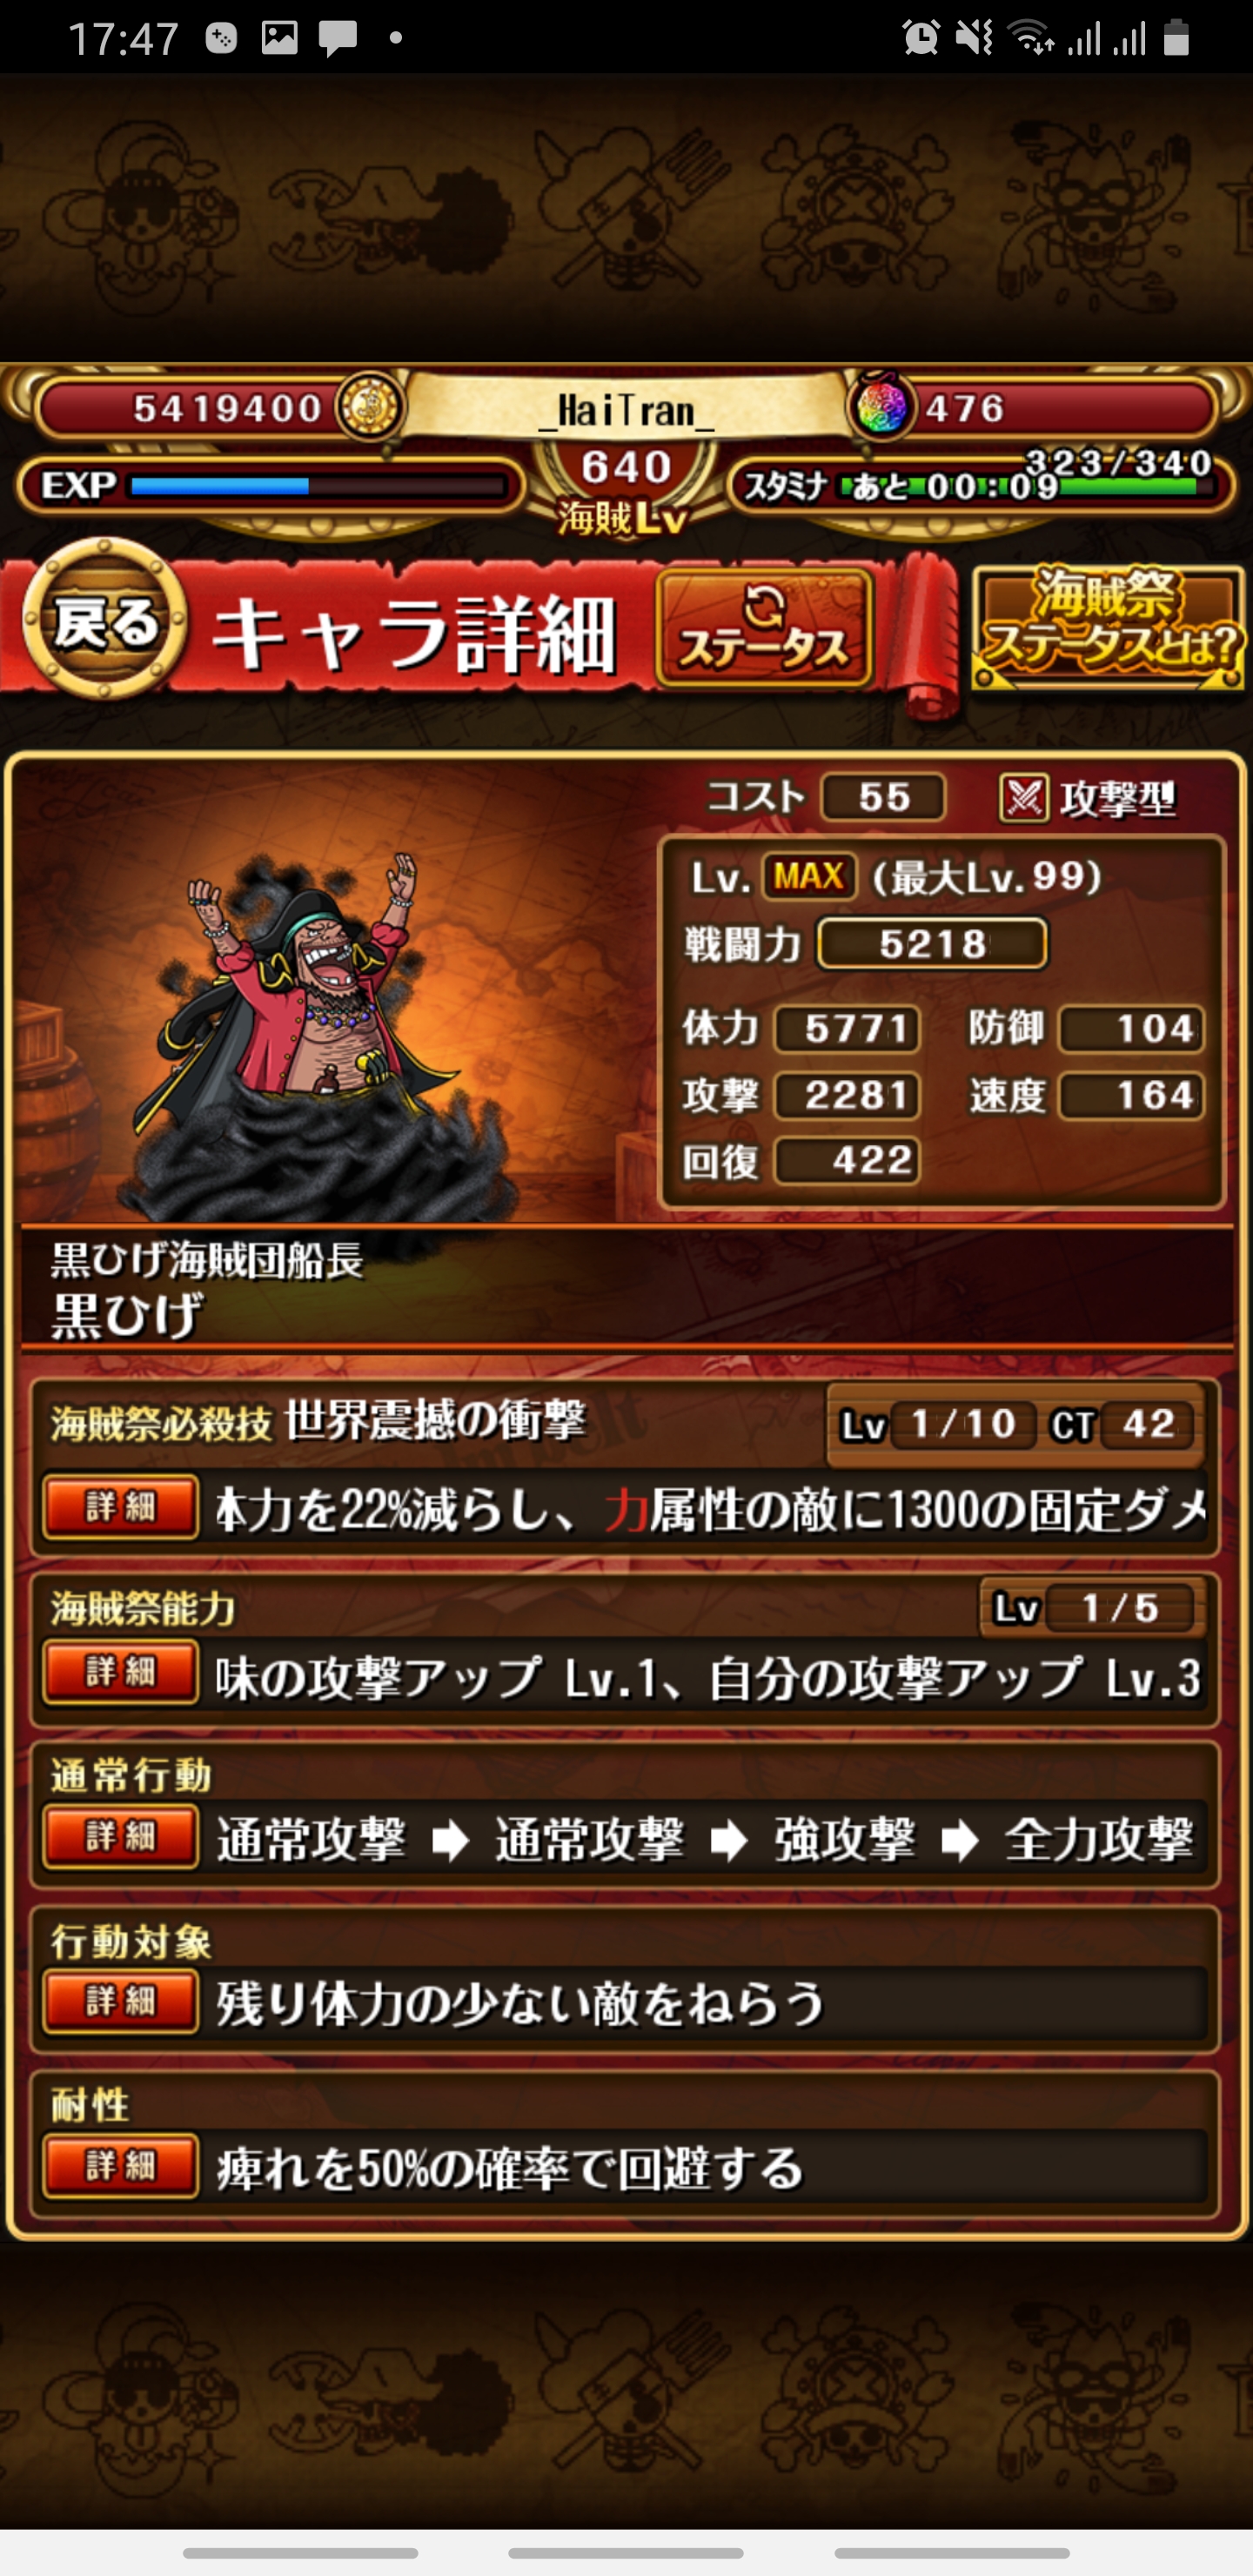 17:47
5419400
_HaiTran_
476
EXP
640
海賊Lv
スタミナ
あと 00:09
323/340
戻る
キャラ詳細
ステータス
海賊祭
ステータスとは?
コスト 55 攻撃型
Lv. MAX (最大Lv.99)
戦闘力 5218
体力 5771 防御 104
攻撃 2281 速度 164
回復 422
黒ひげ海賊団船長
黒ひげ
海賊祭必殺技 世界震撼の衝撃 Lv 1/10 CT 42
詳細 体力を22%減らし、力属性の敵に1300の固定ダメ
海賊祭能力 Lv 1/5
詳細 味の攻撃アップ Lv.1、自分の攻撃アップ Lv.3
通常行動
詳細 通常攻撃 ➡ 通常攻撃 ➡ 強攻撃 ➡ 全力攻撃
行動対象
詳細 残り体力の少ない敵をねらう
耐性
詳細 痺れを50%の確率で回避する